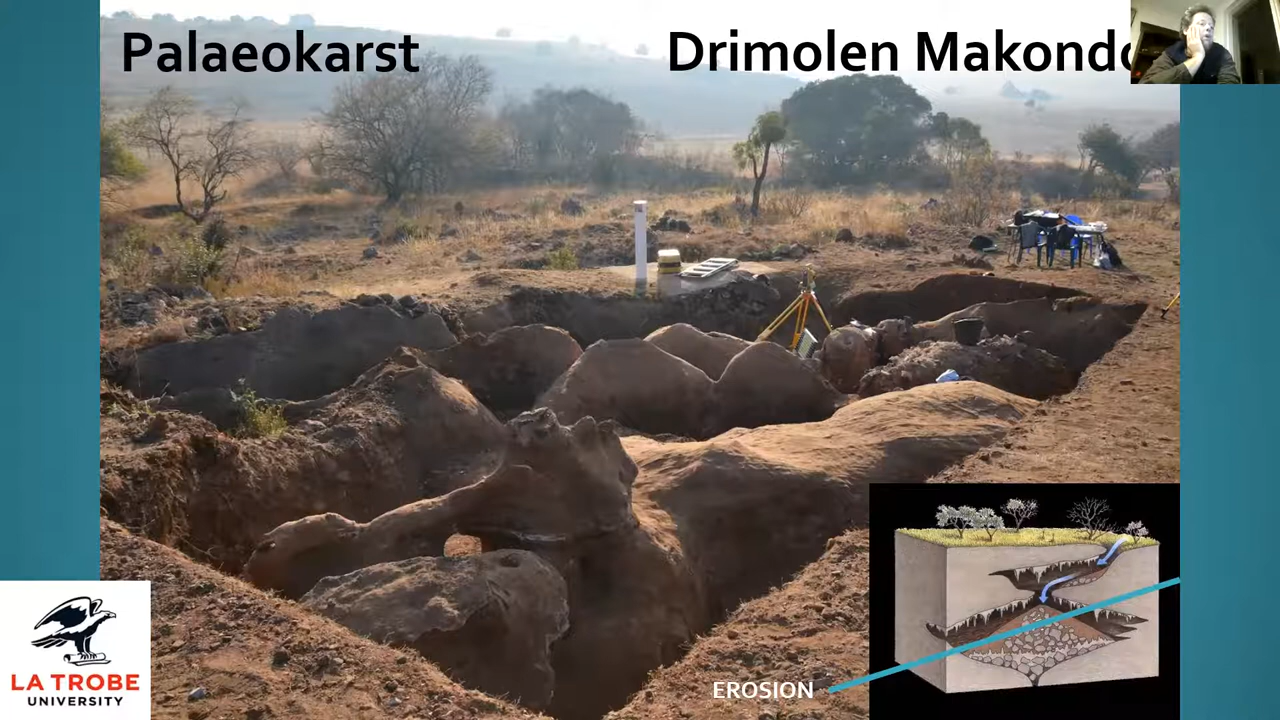 Palaeokarst
Drimolen Makondo
EROSION
LA TROBE
UNIVERSITY